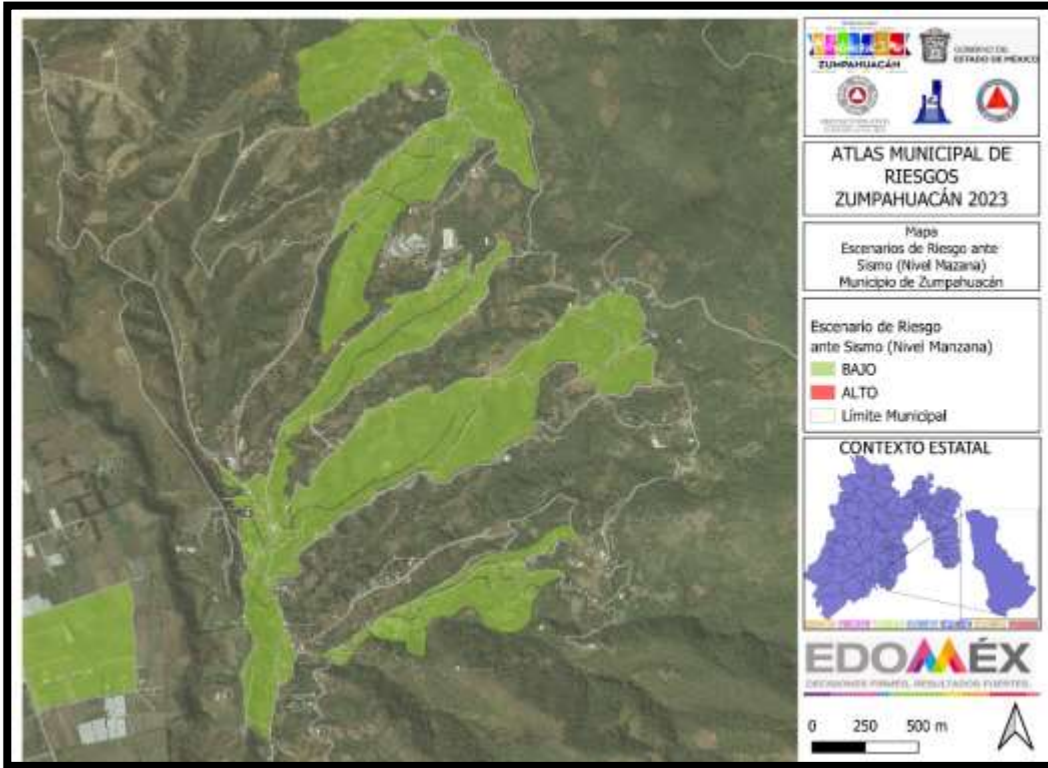 ZUMPAHUACÁN
GOBIERNO DEL
ESTADO DE MÉXICO
ATLAS MUNICIPAL DE
RIESGOS
ZUMPAHUACÁN 2023
Mapa
Escenarios de Riesgo ante
Sismo (Nivel Mazana)
Municipio de Zumpahuacán
Escenario de Riesgo
ante Sismo (Nivel Manzana)
BAJO
ALTO
Límite Municipal
CONTEXTO ESTATAL
EDOMÉX
DECISIONES FIRMES, RESULTADOS FUERTES.
0 250 500 m